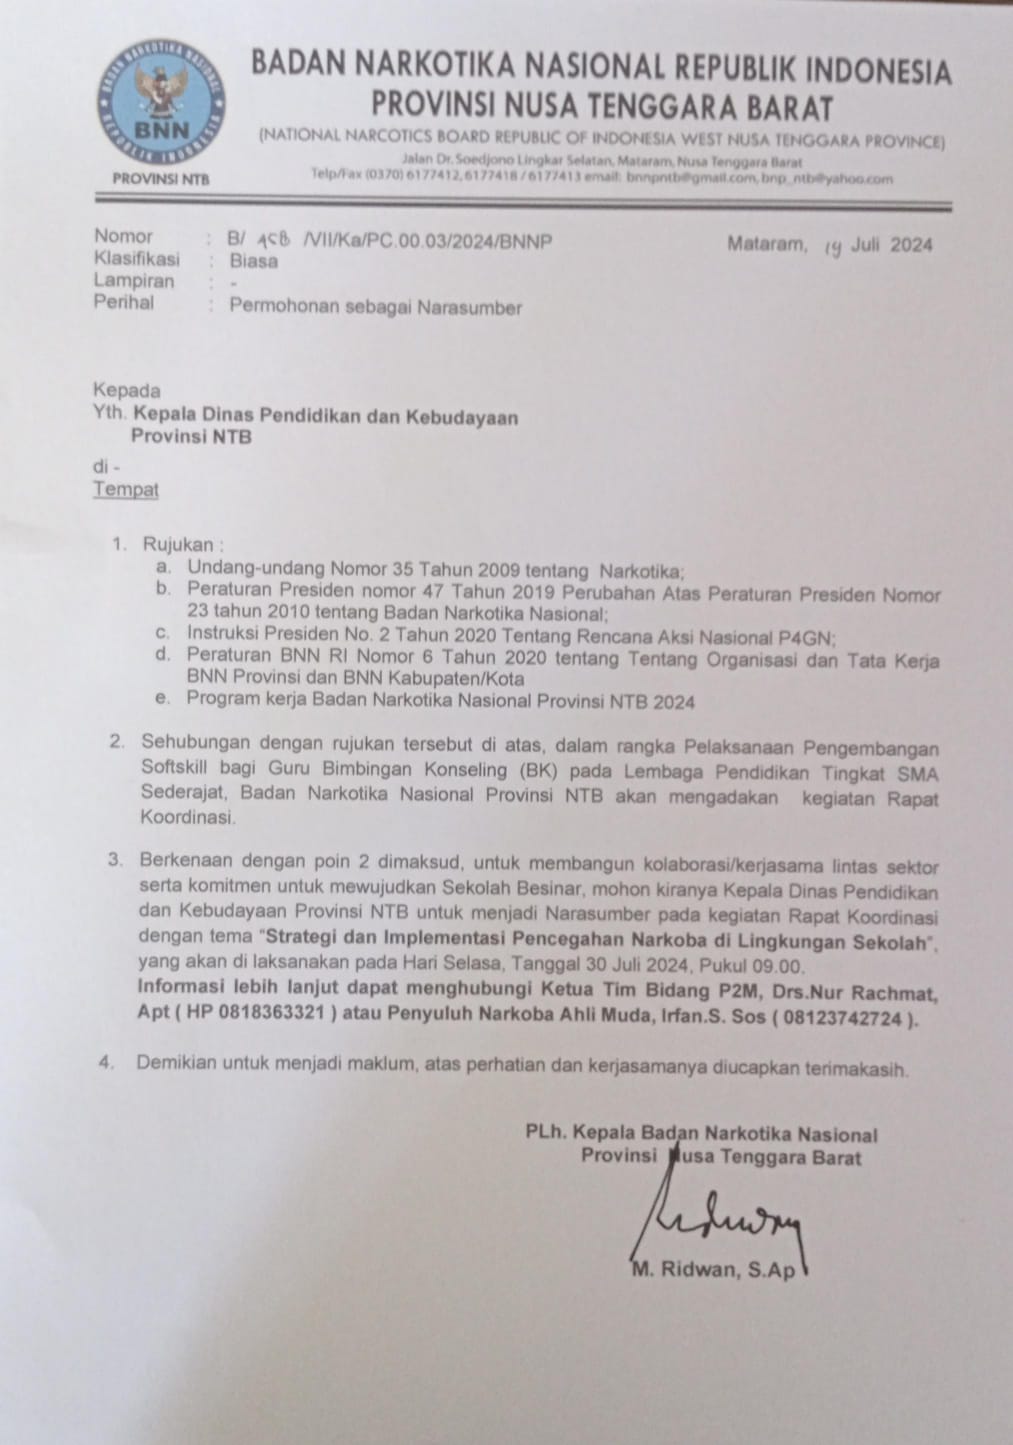 BADAN NARKOTIKA NASIONAL
REPUBLIK INDONESIA
BNN
PROVINSI NTB
BADAN NARKOTIKA NASIONAL REPUBLIK INDONESIA
PROVINSI NUSA TENGGARA BARAT
(NATIONAL NARCOTICS BOARD REPUBLIC OF INDONESIA WEST NUSA TENGGARA PROVINCE)
Jalan Dr. Soedjono Lingkar Selatan, Mataram, Nusa Tenggara Barat
Telp/Fax (0370) 6177412, 6177418 / 6177413 email: bnnpntb@gmail.com, bnp_ntb@yahoo.com
Nomor : B/ /VII/Ka/PC.00.03/2024/BNNP Mataram, 19 Juli 2024
Klasifikasi : Biasa
Lampiran : -
Perihal : Permohonan sebagai Narasumber
Kepada
Yth. Kepala Dinas Pendidikan dan Kebudayaan
Provinsi NTB
di -
Tempat
1. Rujukan :
a. Undang-undang Nomor 35 Tahun 2009 tentang Narkotika;
b. Peraturan Presiden nomor 47 Tahun 2019 Perubahan Atas Peraturan Presiden Nomor
23 tahun 2010 tentang Badan Narkotika Nasional;
c. Instruksi Presiden No. 2 Tahun 2020 Tentang Rencana Aksi Nasional P4GN;
d. Peraturan BNN RI Nomor 6 Tahun 2020 tentang Tentang Organisasi dan Tata Kerja
BNN Provinsi dan BNN Kabupaten/Kota
e. Program kerja Badan Narkotika Nasional Provinsi NTB 2024
2. Sehubungan dengan rujukan tersebut di atas, dalam rangka Pelaksanaan Pengembangan
Softskill bagi Guru Bimbingan Konseling (BK) pada Lembaga Pendidikan Tingkat SMA
Sederajat, Badan Narkotika Nasional Provinsi NTB akan mengadakan kegiatan Rapat
Koordinasi.
3. Berkenaan dengan poin 2 dimaksud, untuk membangun kolaborasi/kerjasama lintas sektor
serta komitmen untuk mewujudkan Sekolah Besinar, mohon kiranya Kepala Dinas Pendidikan
dan Kebudayaan Provinsi NTB untuk menjadi Narasumber pada kegiatan Rapat Koordinasi
dengan tema "Strategi dan Implementasi Pencegahan Narkoba di Lingkungan Sekolah",
yang akan di laksanakan pada Hari Selasa, Tanggal 30 Juli 2024, Pukul 09.00.
Informasi lebih lanjut dapat menghubungi Ketua Tim Bidang P2M, Drs.Nur Rachmat,
Apt ( HP 0818363321 ) atau Penyuluh Narkoba Ahli Muda, Irfan.S. Sos ( 08123742724 ).
4. Demikian untuk menjadi maklum, atas perhatian dan kerjasamanya diucapkan terimakasih.
PLh. Kepala Badan Narkotika Nasional
Provinsi Nusa Tenggara Barat
M. Ridwan, S.Ap